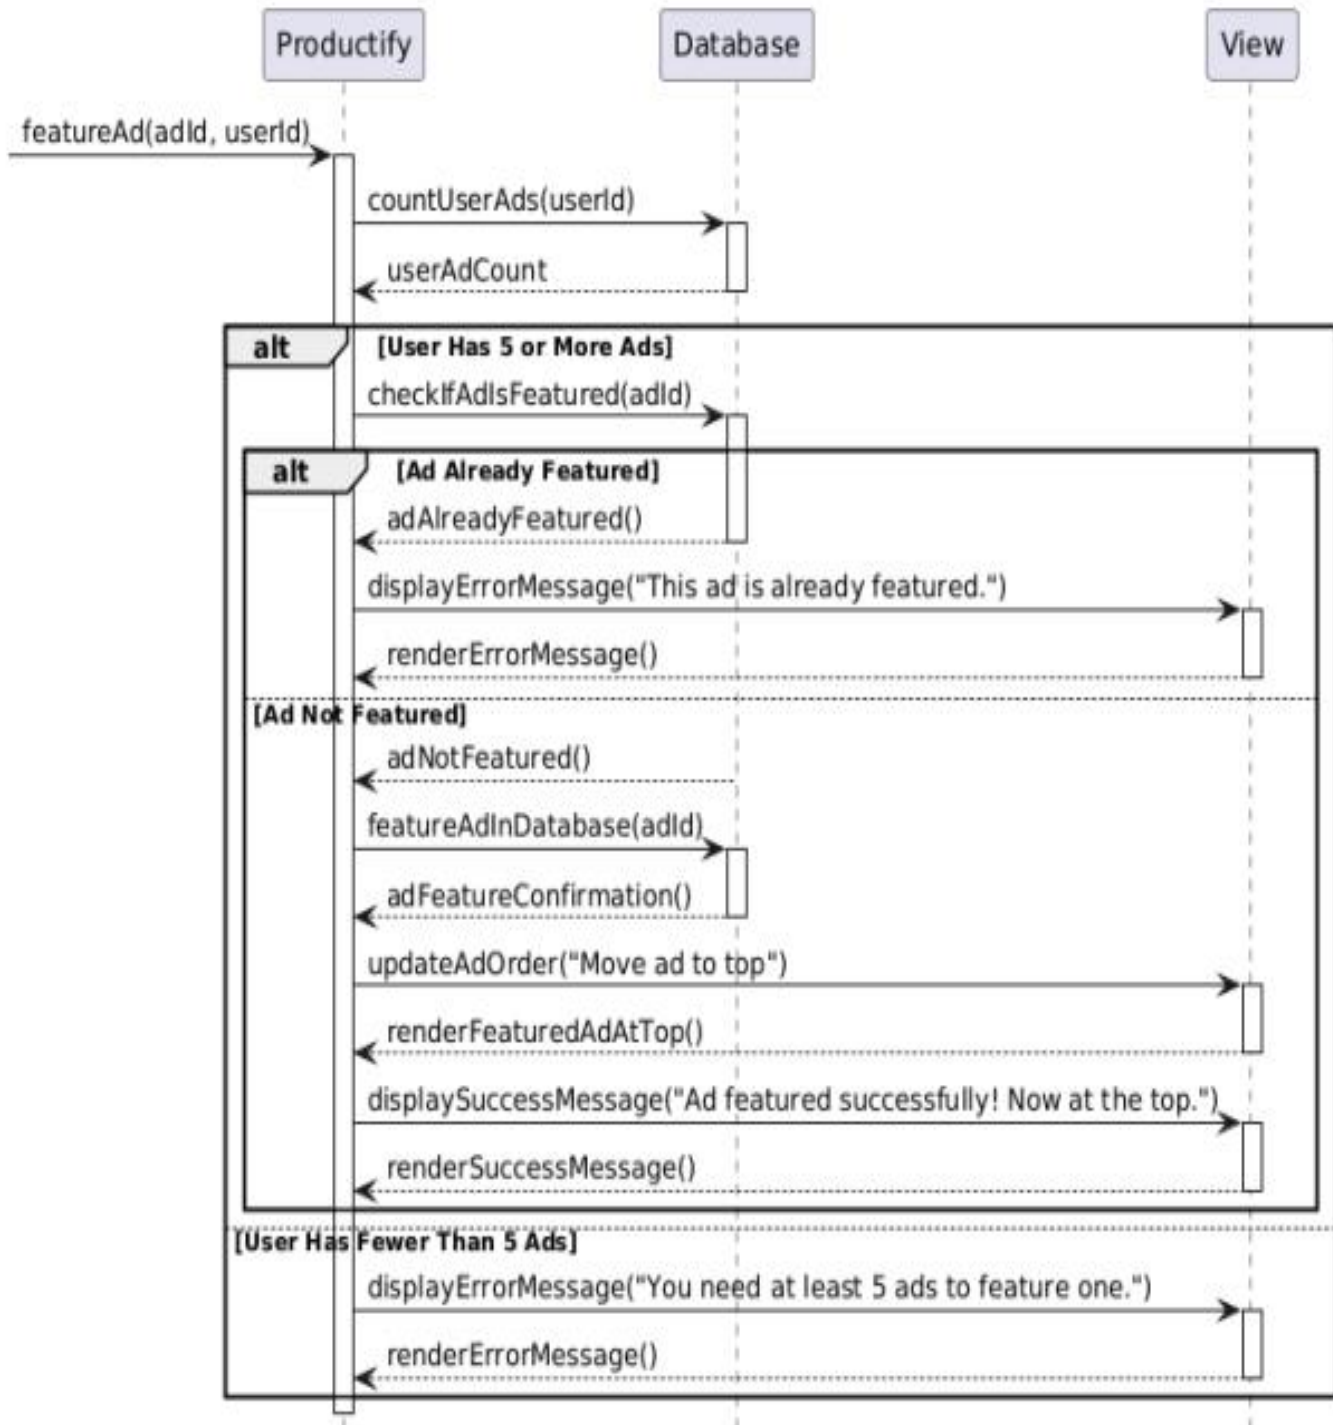 Productify
Database
View
featureAd(adId, userId)
countUserAds(userId)
userAdCount
alt
[User Has 5 or More Ads]
checkIfAdIsFeatured(adId)
alt
[Ad Already Featured]
adAlreadyFeatured()
displayErrorMessage("This ad is already featured.")
renderErrorMessage()
[Ad Not Featured]
adNotFeatured()
featureAdInDatabase(adId)
adFeatureConfirmation()
updateAdOrder("Move ad to top")
renderFeaturedAdAtTop()
displaySuccessMessage("Ad featured successfully! Now at the top.")
renderSuccessMessage()
[User Has Fewer Than 5 Ads]
displayErrorMessage("You need at least 5 ads to feature one.")
renderErrorMessage()